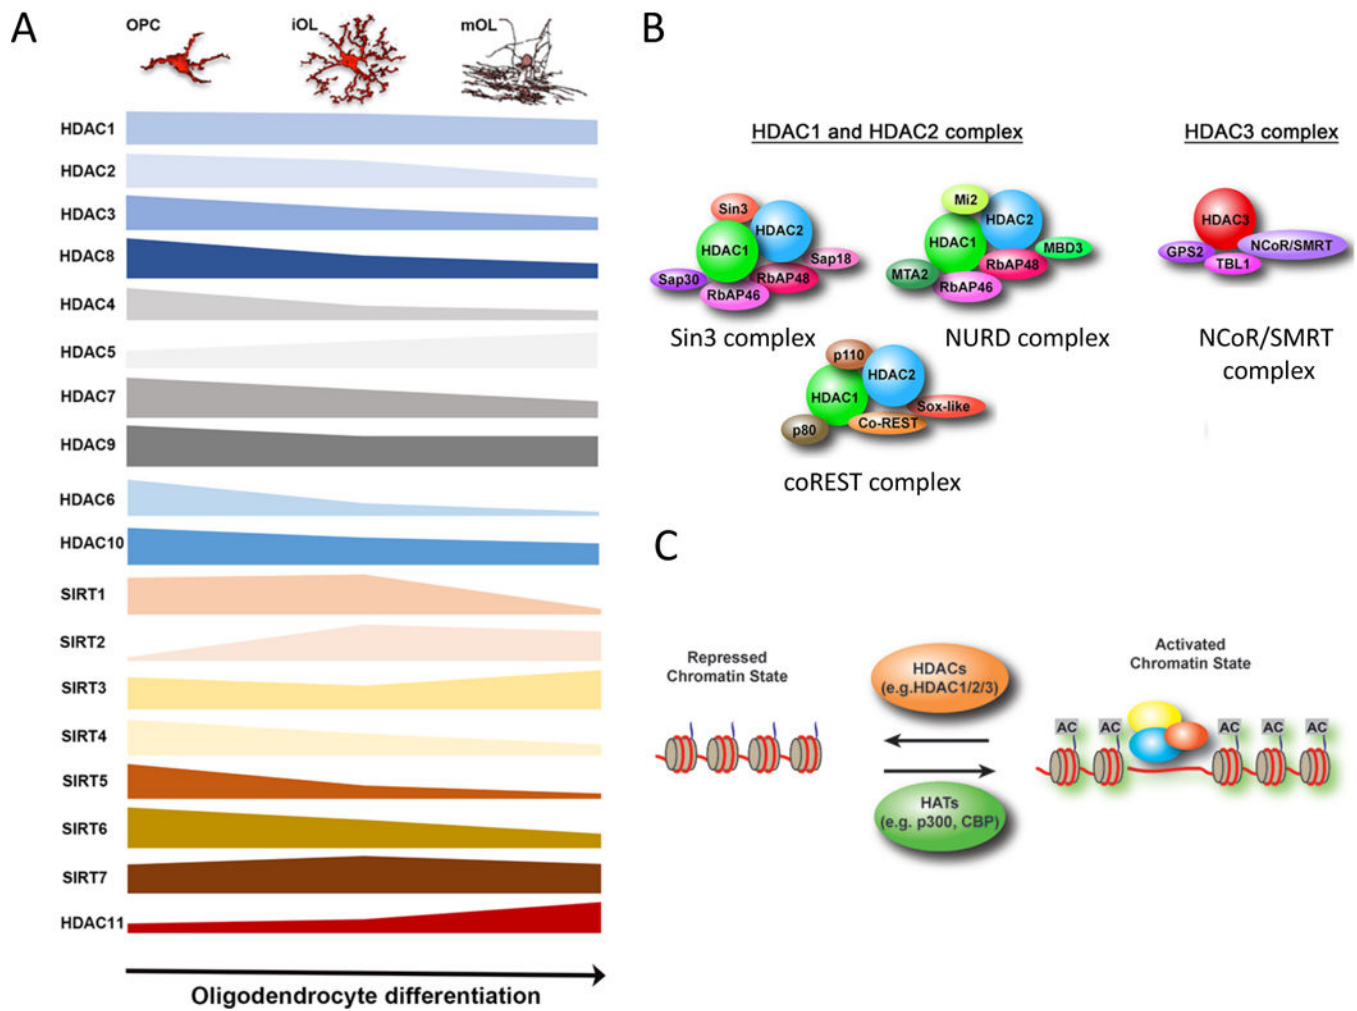 A
OPC
iOL
mOL
HDAC1
HDAC2
HDAC3
HDAC8
HDAC4
HDAC5
HDAC7
HDAC9
HDAC6
HDAC10
SIRT1
SIRT2
SIRT3
SIRT4
SIRT5
SIRT6
SIRT7
HDAC11
Oligodendrocyte differentiation
B
HDAC1 and HDAC2 complex
HDAC3 complex
Sin3
HDAC2
HDAC1
Sap18
Sap30
RbAP48
RbAP46
Sin3 complex
Mi2
HDAC2
HDAC1
MBD3
RbAP48
MTA2
RbAP46
NURD complex
HDAC3
NCoR/SMRT
GPS2
TBL1
NCoR/SMRT
complex
p110
HDAC2
HDAC1
Sox-like
Co-REST
p80
coREST complex
C
Repressed
Chromatin State
HDACs
(e.g.HDAC1/2/3)
HATs
(e.g. p300, CBP)
Activated
Chromatin State
AC
AC
AC
AC
AC